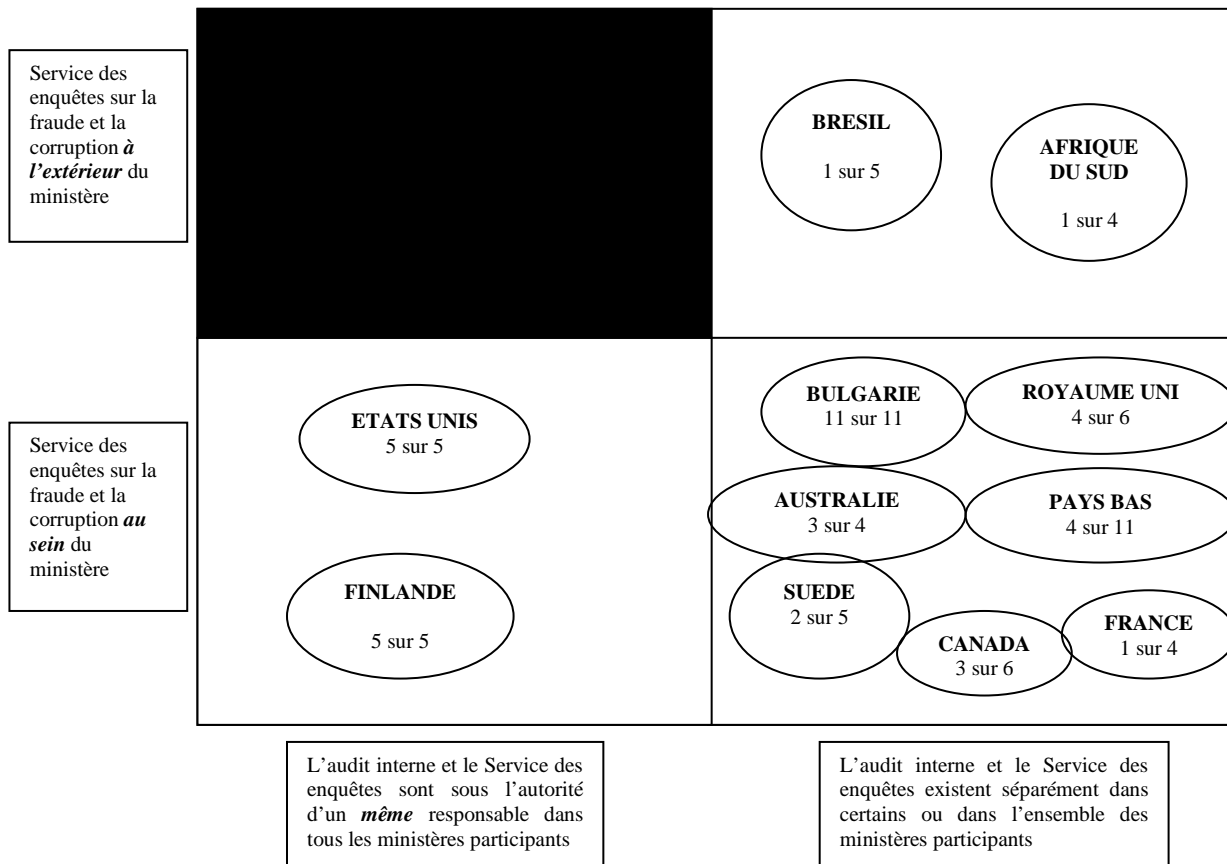 Service des
enquêtes sur la
fraude et la
corruption à
l'extérieur du
ministère
BRESIL
1 sur 5
AFRIQUE
DU SUD
1 sur 4
Service des
enquêtes sur la
fraude et la
corruption au
sein du
ministère
ETATS UNIS
5 sur 5
FINLANDE
5 sur 5
BULGARIE
11 sur 11
ROYAUME UNI
4 sur 6
AUSTRALIE
3 sur 4
PAYS BAS
4 sur 11
SUEDE
2 sur 5
CANADA
3 sur 6
FRANCE
1 sur 4
L'audit interne et le Service des
enquêtes sont sous l'autorité
d'un même responsable dans
tous les ministères participants
L'audit interne et le Service des
enquêtes existent séparément dans
certains ou dans l'ensemble des
ministères participants